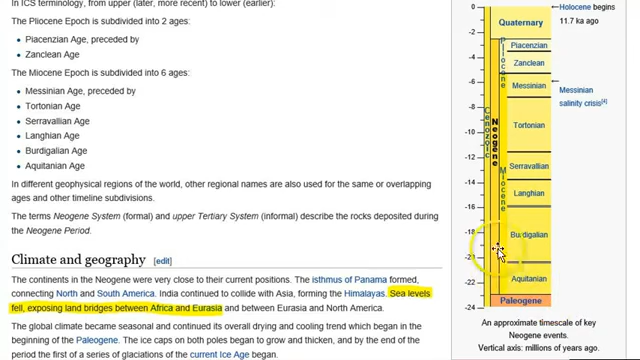 In ICS terminology, from upper (later, more recent) to lower (earlier):
The Pliocene Epoch is subdivided into 2 ages:
Piacenzian Age, preceded by
Zanclean Age
The Miocene Epoch is subdivided into 6 ages:
Messinian Age, preceded by
Tortonian Age
Serravallian Age
Langhian Age
Burdigalian Age
Aquitanian Age
In different geophysical regions of the world, other regional names are also used for the same or overlapping
ages and other timeline subdivisions.
The terms Neogene System (formal) and upper Tertiary System (informal) describe the rocks deposited during
the Neogene Period.
Climate and geography [edit]
The continents in the Neogene were very close to their current positions. The isthmus of Panama formed,
connecting North and South America. India continued to collide with Asia, forming the Himalayas. Sea levels
fell, exposing land bridges between Africa and Eurasia and between Eurasia and North America.
The global climate became seasonal and continued its overall drying and cooling trend which began in the
beginning of the Paleogene. The ice caps on both poles began to grow and thicken, and by the end of the
period the first of a series of glaciations of the current Ice Age began.
0
-2
-4
-6
-8
-10
-12
-14
-16
-18
-21
-22
-24
Cenozoic
Neogene
Pliocene
Miocene
Quaternary
Piacenzian
Zanclean
Messinian
Tortonian
Serravallian
Langhian
Burdigalian
Aquitanian
Paleogene
Holocene begins
11.7 ka ago
Messinian
salinity crisis[4]
An approximate timescale of key
Neogene events.
Vertical axis: millions of years ago.